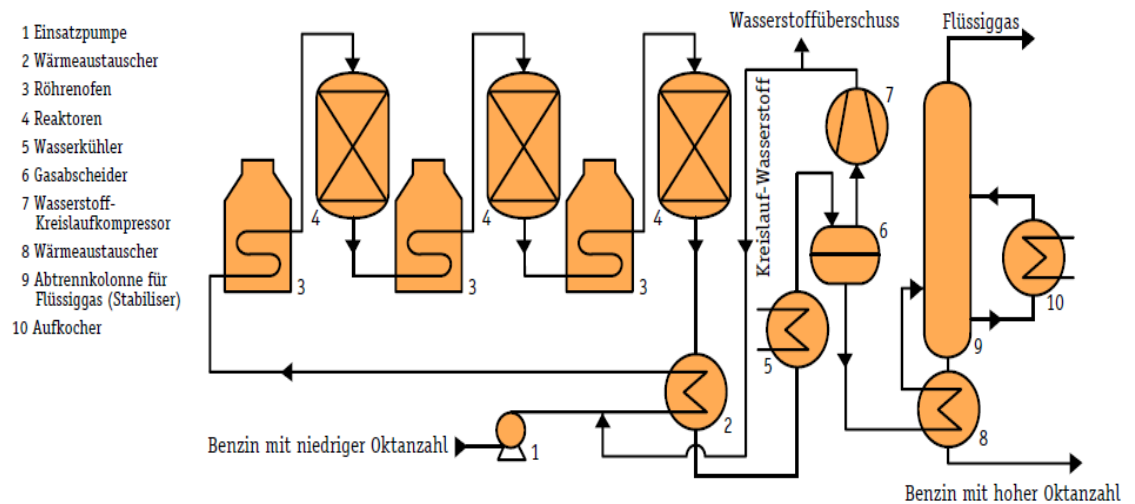 1 Einsatzpumpe
2 Wärmeaustauscher
3 Röhrenofen
4 Reaktoren
5 Wasserkühler
6 Gasabscheider
7 Wasserstoff-
Kreislaufkompressor
8 Wärmeaustauscher
9 Abtrennkolonne für
Flüssiggas (Stabiliser)
10 Aufkocher
Wasserstoffüberschuss
Flüssiggas
Kreislauf-Wasserstoff
7
4
4
4
6
3
3
3
10
5
9
2
8
1
Benzin mit niedriger Oktanzahl
Benzin mit hoher Oktanzahl